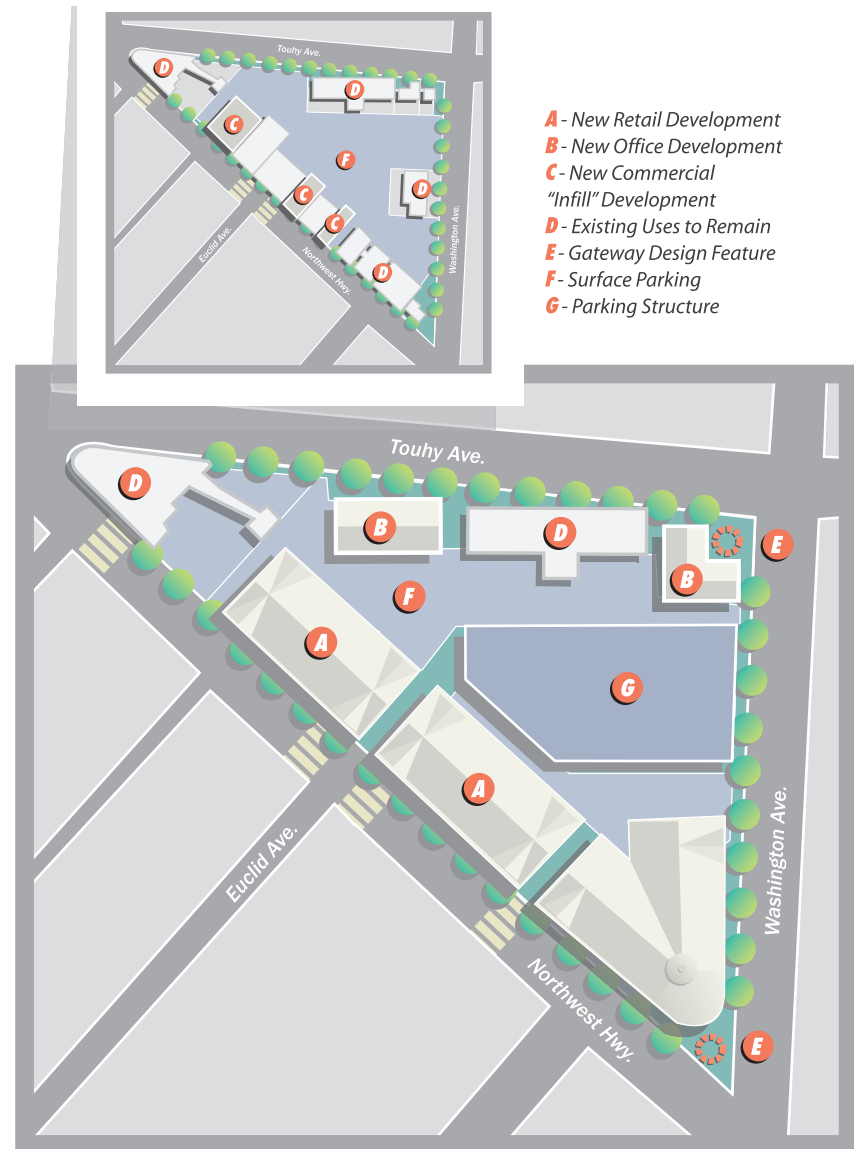 Touhy Ave.
D
D
C
F
D
C
C
D
Euclid Ave.
Northwest Hwy.
Washington Ave.
A - New Retail Development
B - New Office Development
C - New Commercial
“Infill” Development
D - Existing Uses to Remain
E - Gateway Design Feature
F - Surface Parking
G - Parking Structure
Touhy Ave.
D
B
D
E
B
F
A
G
A
Euclid Ave.
Washington Ave.
Northwest Hwy.
E